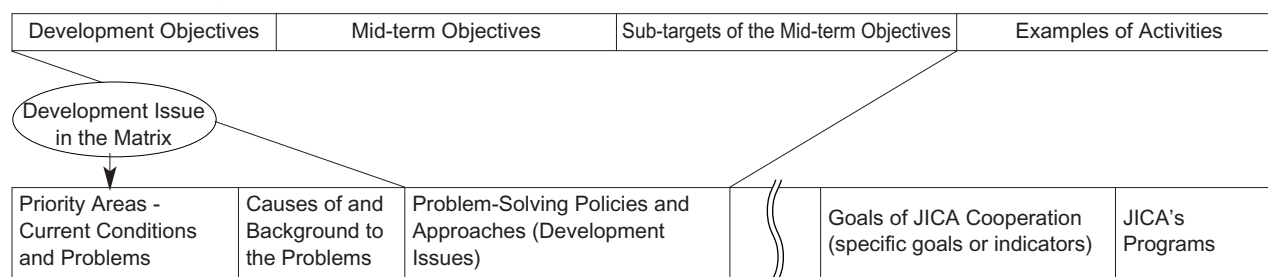 Development Objectives
Mid-term Objectives
Sub-targets of the Mid-term Objectives
Examples of Activities
Development Issue
in the Matrix
Priority Areas -
Current Conditions
and Problems
Causes of and
Background to
the Problems
Problem-Solving Policies and
Approaches (Development
Issues)
Goals of JICA Cooperation
(specific goals or indicators)
JICA's
Programs